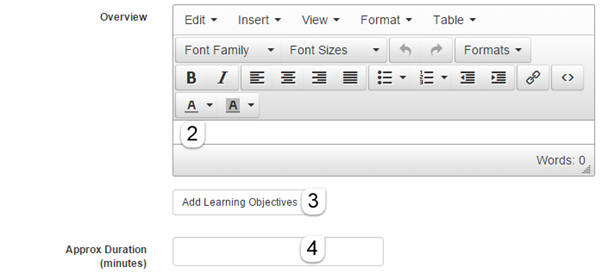 Overview
Edit Insert View Format Table
Font Family Font Sizes Formats
B I <>
A A
2
Words: 0
Add Learning Objectives 3
Approx Duration 4
(minutes)